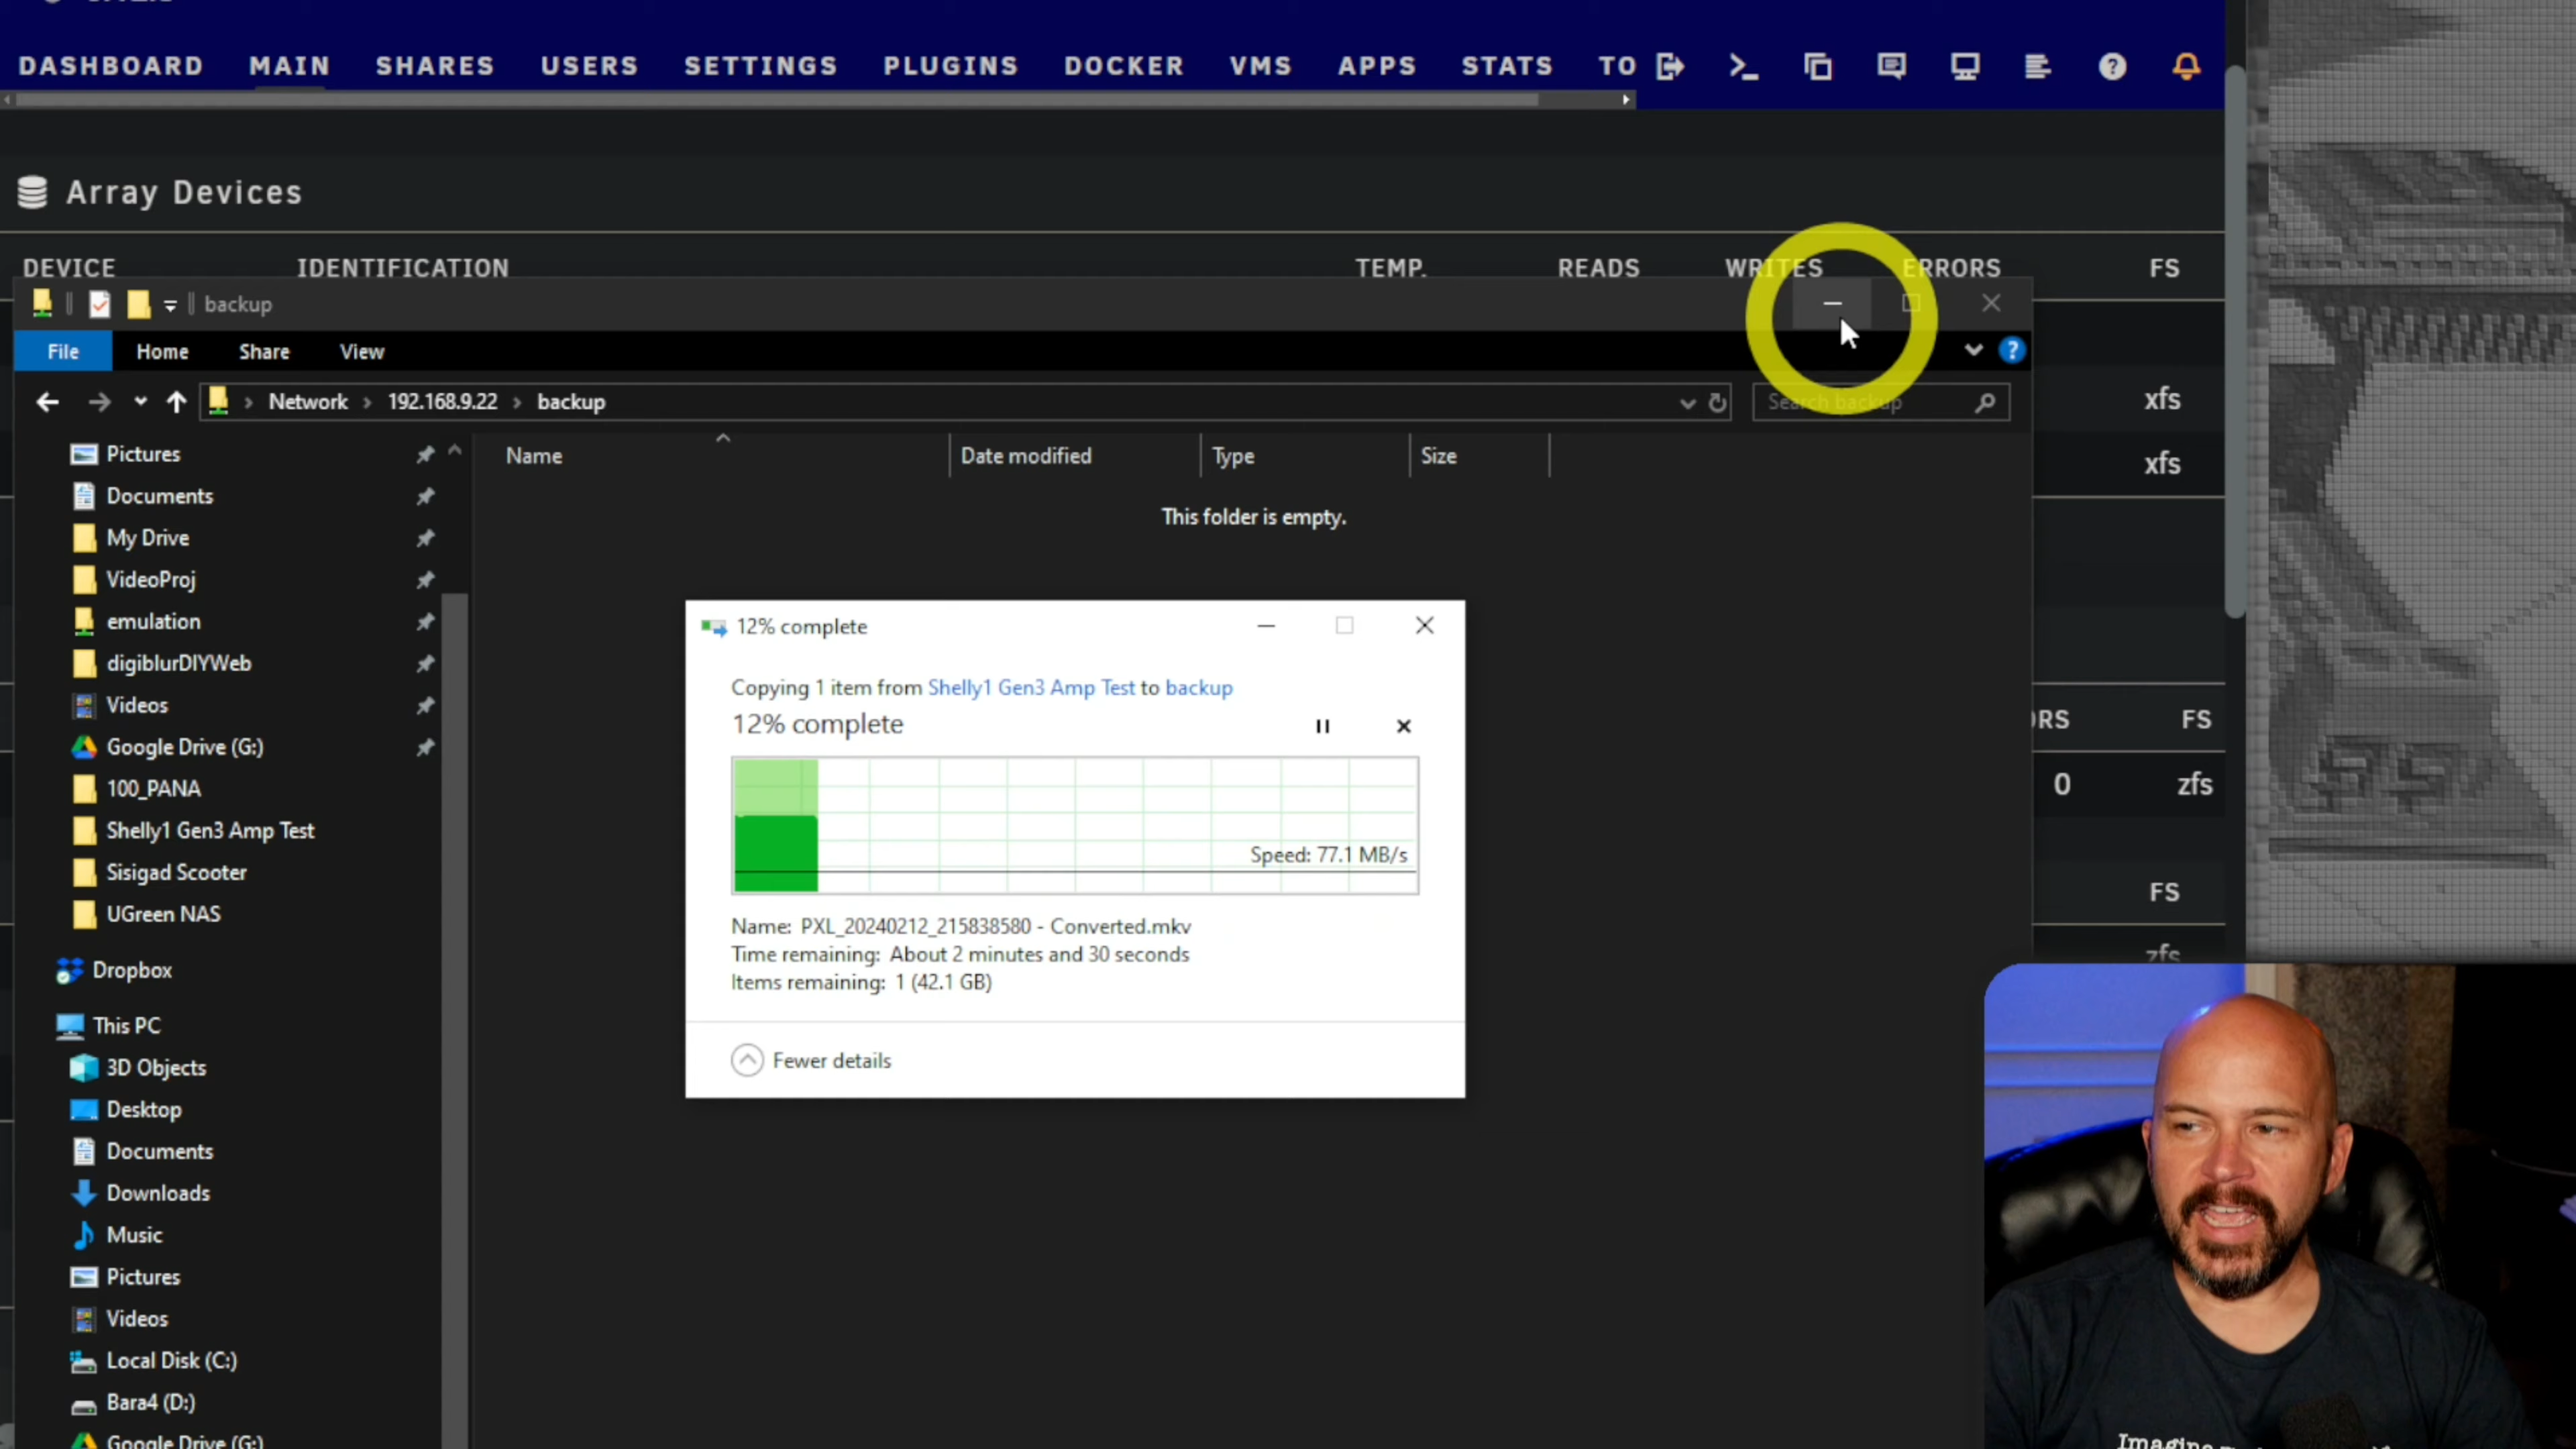 DASHBOARD MAIN SHARES USERS SETTINGS PLUGINS DOCKER VMS APPS STATS TO
Array Devices
DEVICE IDENTIFICATION TEMP. READS WRITES ERRORS FS
backup
File Home Share View
Network 192.168.9.22 backup
Search backup
xfs
Name Date modified Type Size
xfs
This folder is empty.
Pictures
Documents
My Drive
VideoProj
emulation
digiblurDIYWeb
Videos
Google Drive (G:)
100_PANA
Shelly1 Gen3 Amp Test
Sisigad Scooter
UGreen NAS
Dropbox
This PC
3D Objects
Desktop
Documents
Downloads
Music
Pictures
Videos
Local Disk (C:)
Bara4 (D:)
Google Drive (G:)
12% complete
Copying 1 item from Shelly1 Gen3 Amp Test to backup
12% complete
Speed: 77.1 MB/s
Name: PXL_20240212_215838580 - Converted.mkv
Time remaining: About 2 minutes and 30 seconds
Items remaining: 1 (42.1 GB)
Fewer details
RS FS
0 zfs
FS
zfs